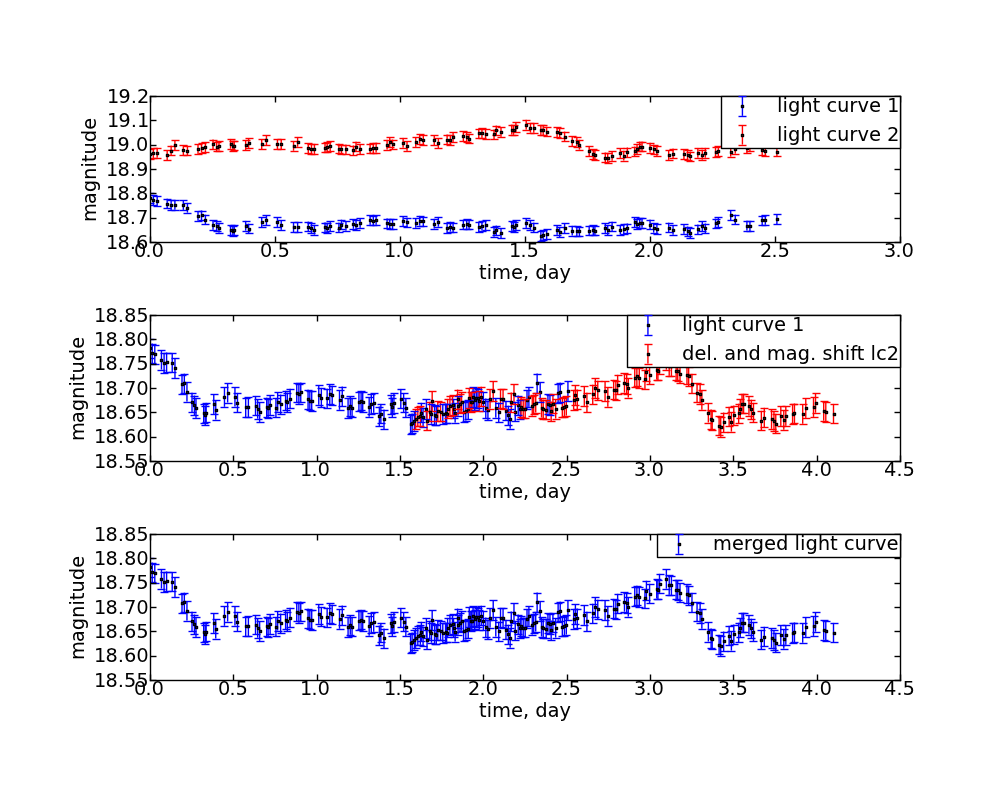 19.2
19.1
19.0
18.9
18.8
18.7
18.6
magnitude
light curve 1
light curve 2
0.0 0.5 1.0 1.5 2.0 2.5 3.0
time, day
18.85
18.80
18.75
18.70
18.65
18.60
18.55
magnitude
light curve 1
del. and mag. shift lc2
0.0 0.5 1.0 1.5 2.0 2.5 3.0 3.5 4.0 4.5
time, day
18.85
18.80
18.75
18.70
18.65
18.60
18.55
magnitude
merged light curve
0.0 0.5 1.0 1.5 2.0 2.5 3.0 3.5 4.0 4.5
time, day